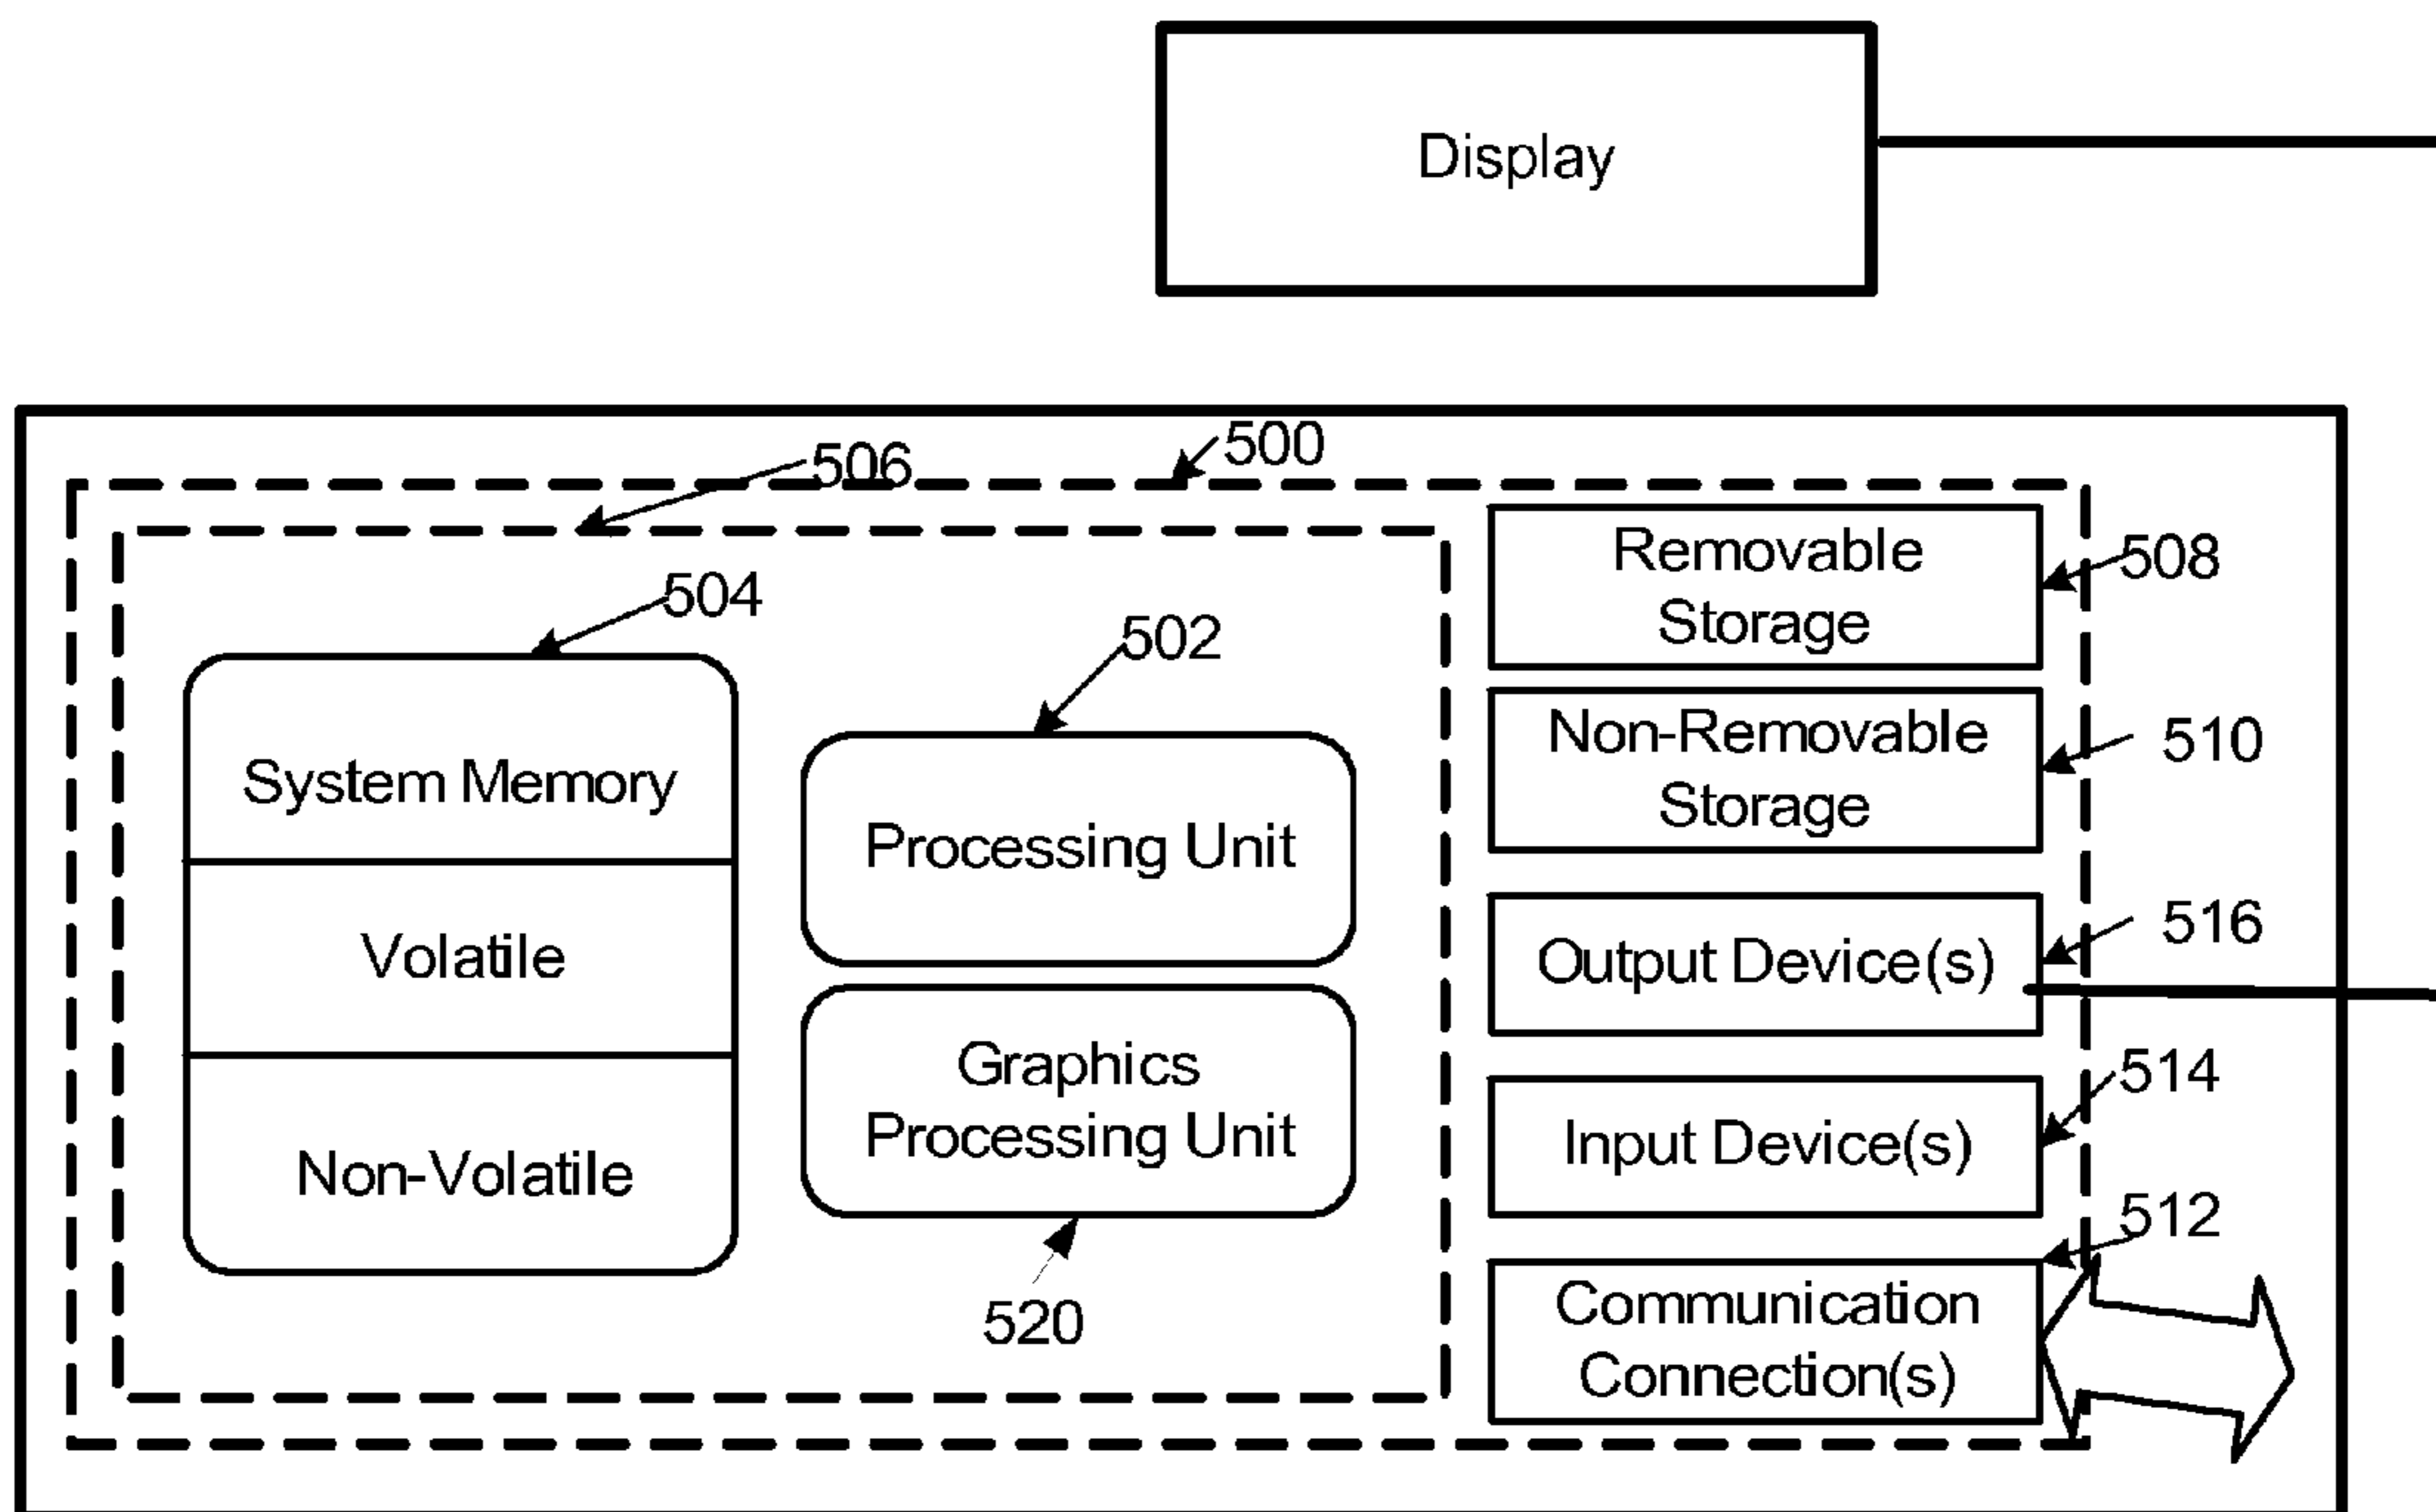 Display
500
506
Removable
Storage
508
504
502
System Memory
Processing Unit
Non-Removable
Storage
510
Volatile
Output Device(s)
516
Graphics
Processing Unit
514
Input Device(s)
Non-Volatile
512
520
Communication
Connection(s)